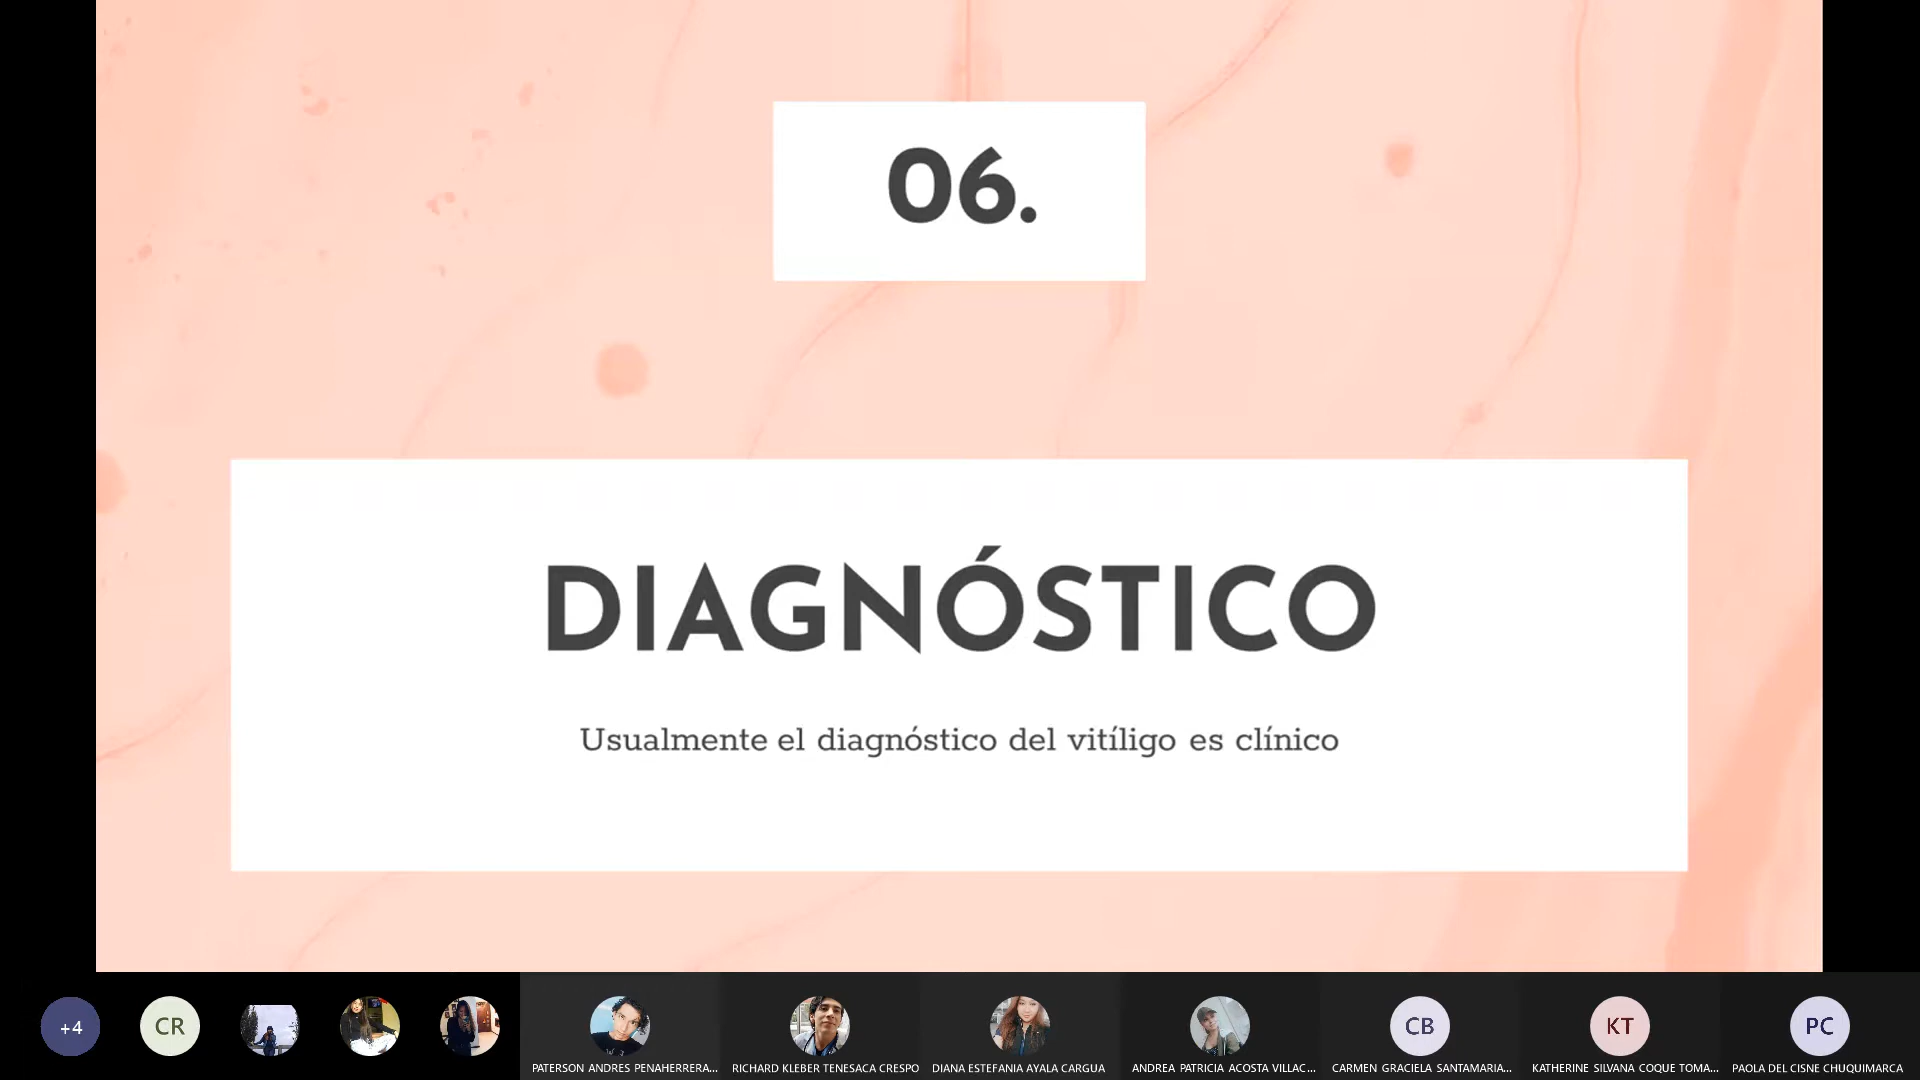 06.
DIAGNÓSTICO
Usualmente el diagnóstico del vitíligo es clínico
+4
CR
CB
KT
PC
PATERSON ANDRES PENAHERRERA...
RICHARD KLEBER TENESACA CRESPO
DIANA ESTEFANIA AYALA CARGUA
ANDREA PATRICIA ACOSTA VILLAC...
CARMEN GRACIELA SANTAMARIA...
KATHERINE SILVANA COQUE TOMA...
PAOLA DEL CISNE CHUQUIMARCA